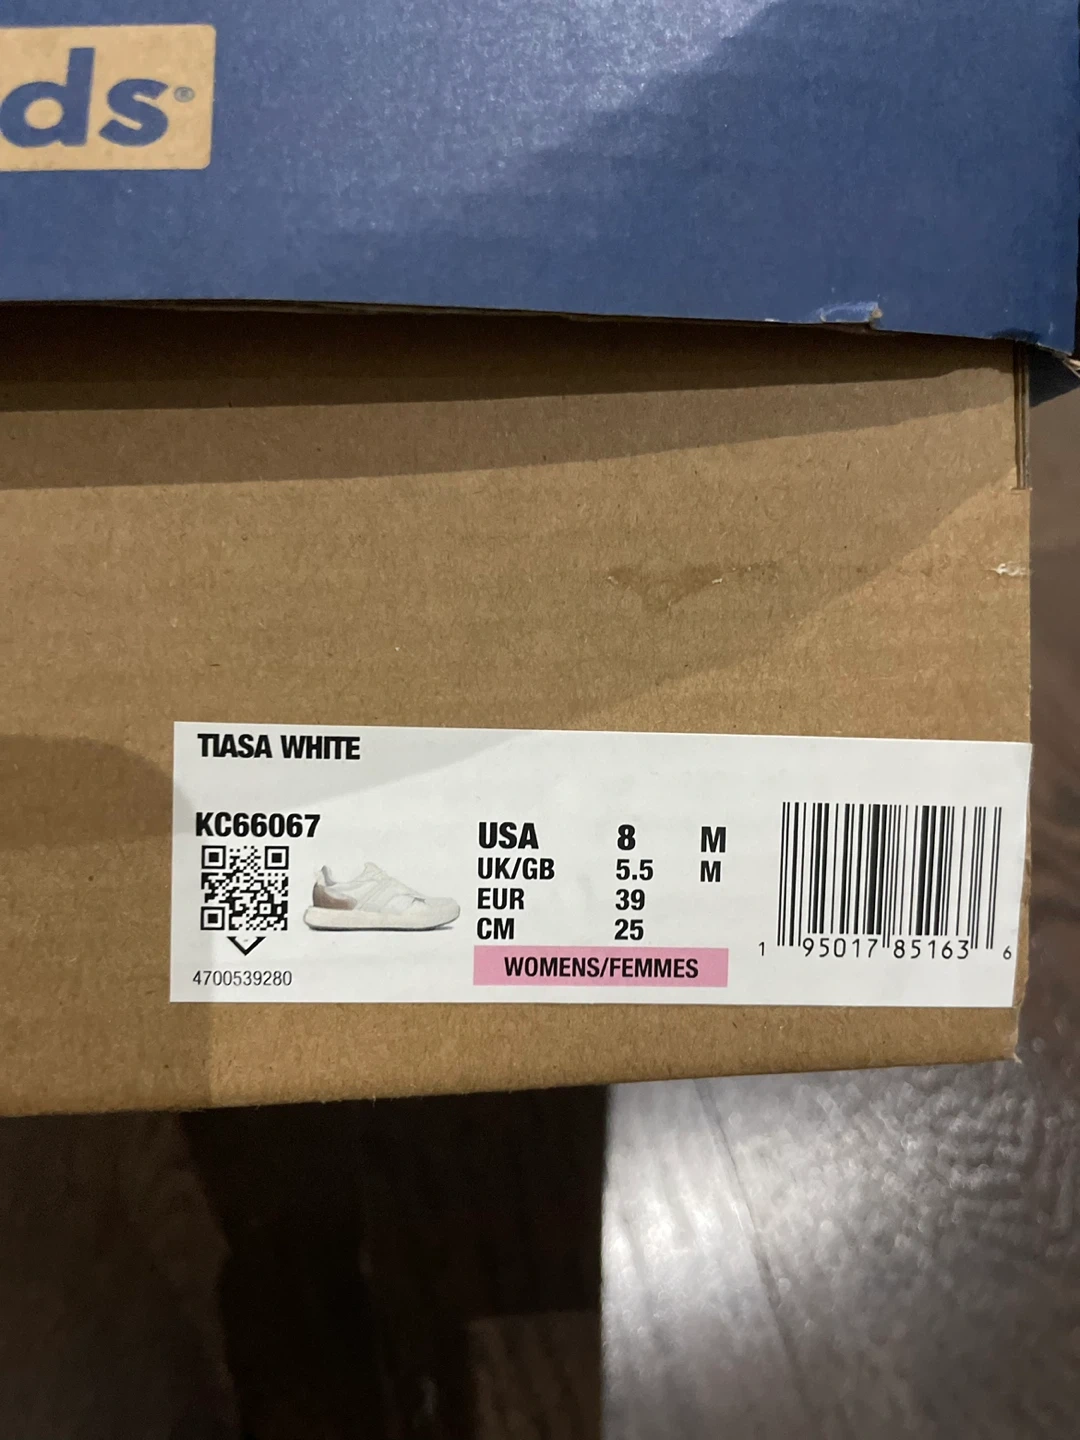 ds®
TIASA WHITE
KC66067
USA 8 M
UK/GB 5.5 M
EUR 39
CM 25
WOMENS/FEMMES
4700539280
1 95017 85163 6